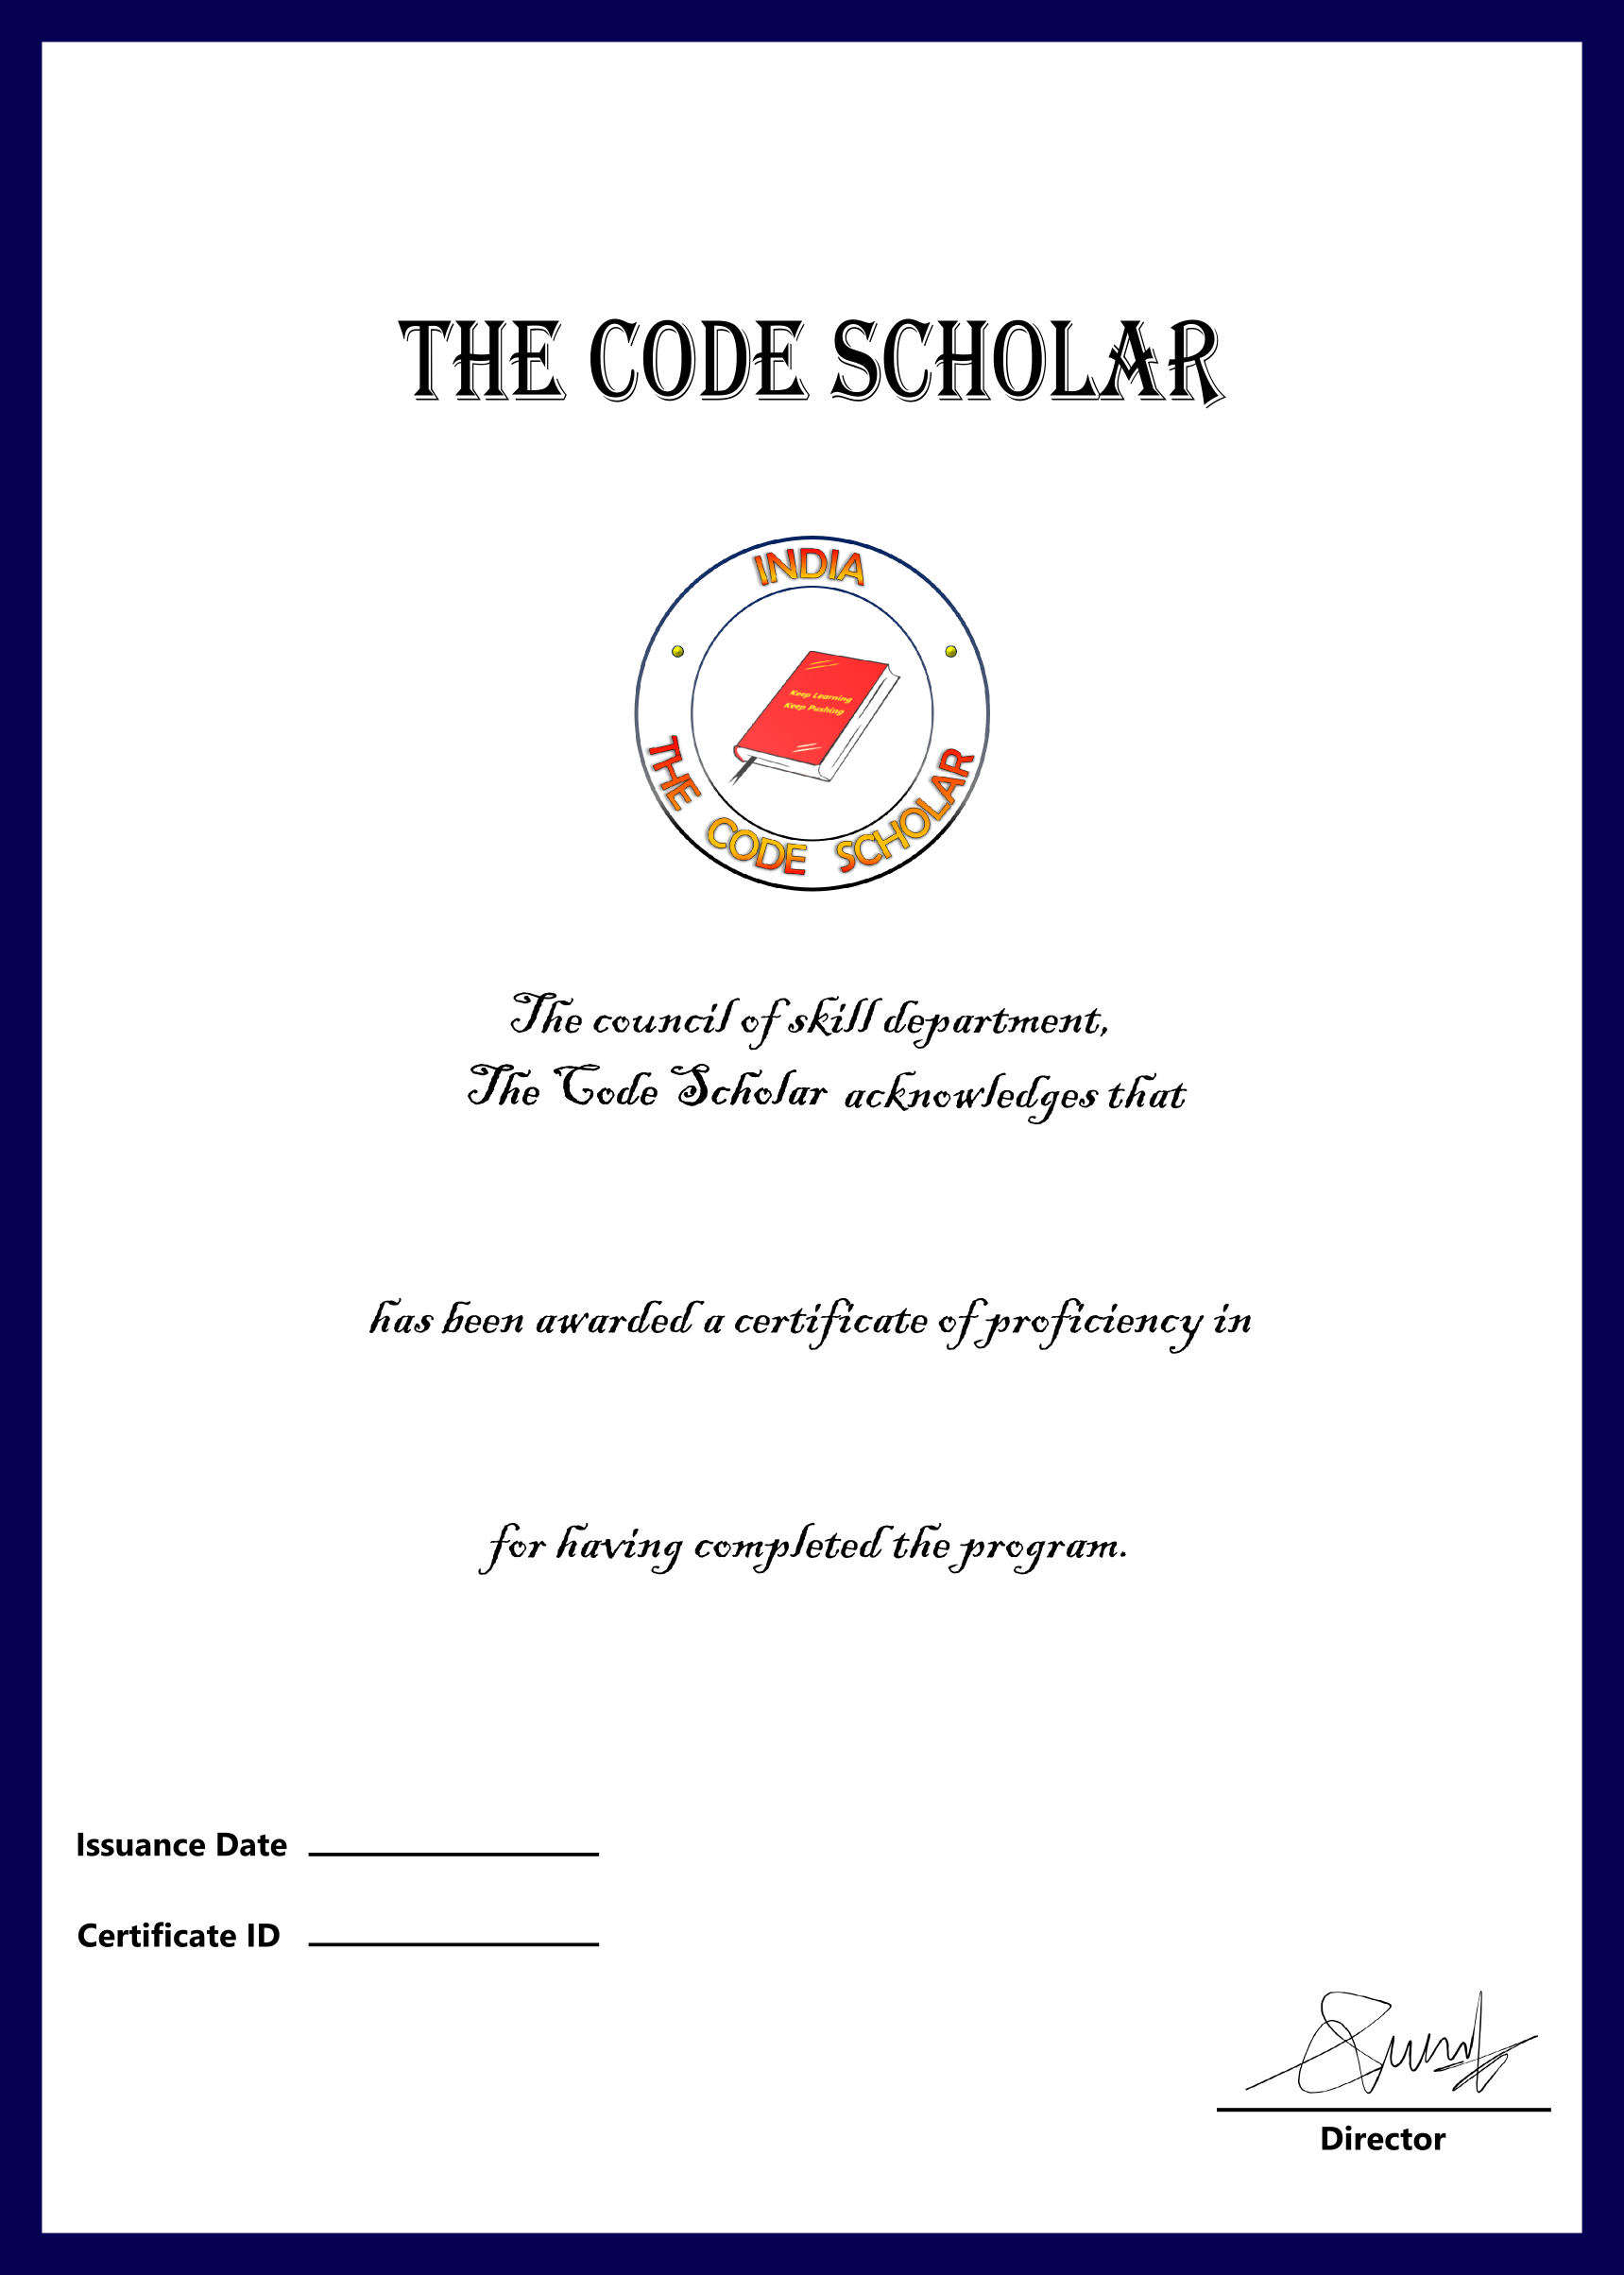 THE CODE SCHOLAR
INDIA
Keep Learning
Keep Pushing
THE CODE SCHOLAR
The council of skill department,
The Code Scholar acknowledges that
has been awarded a certificate of proficiency in
for having completed the program.
Issuance Date
Certificate ID
Director